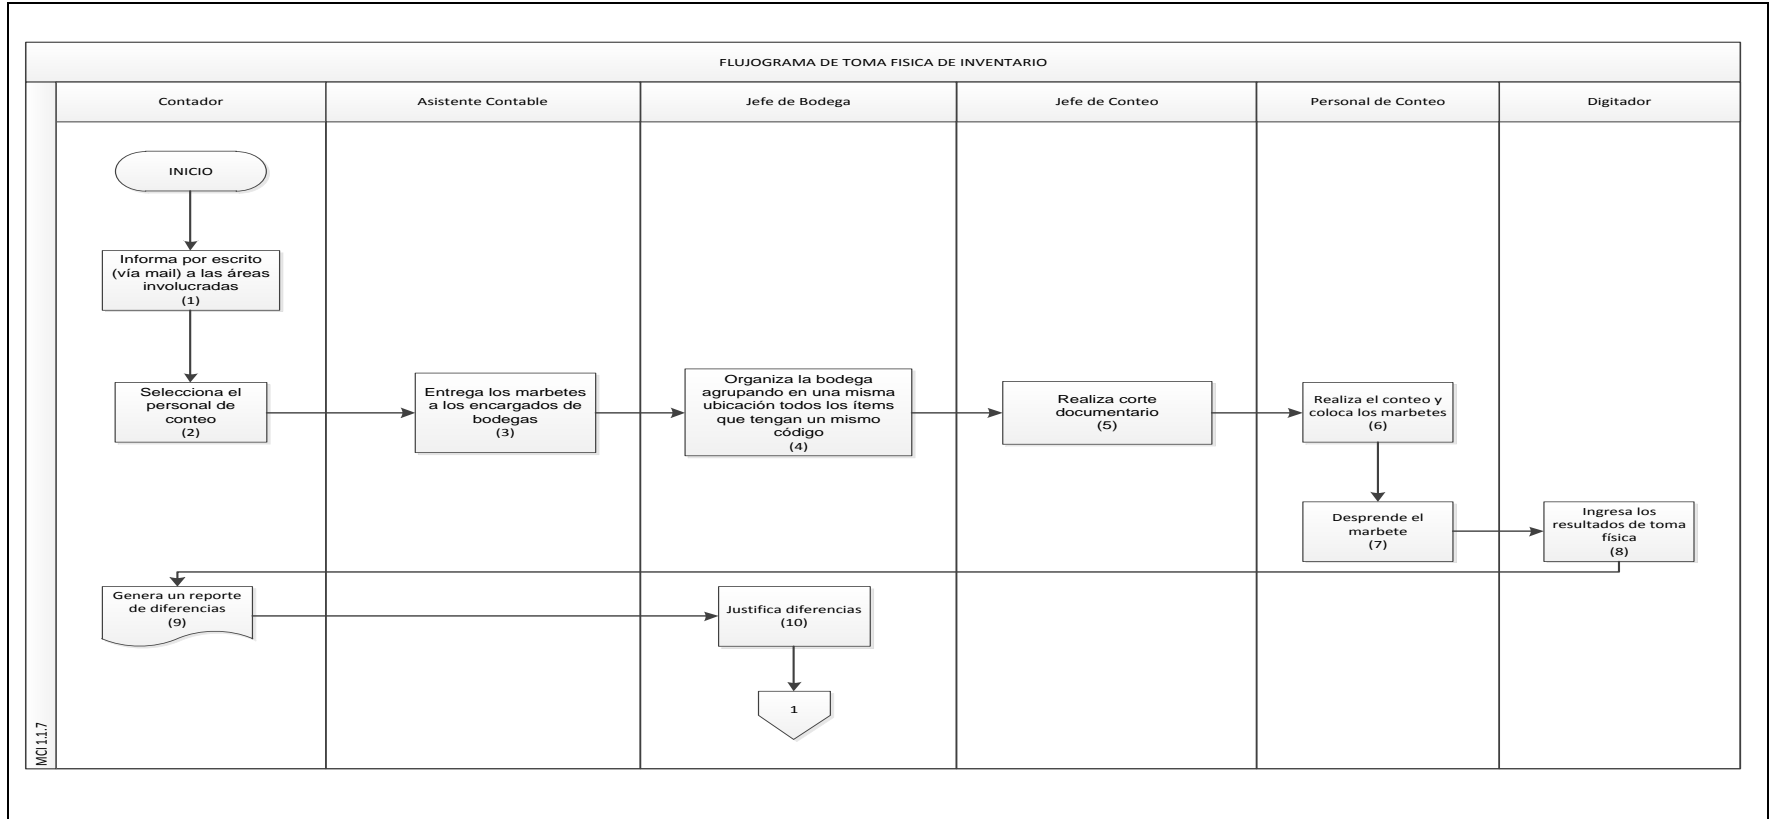 FLUJOGRAMA DE TOMA FISICA DE INVENTARIO
Contador
Asistente Contable
Jefe de Bodega
Jefe de Conteo
Personal de Conteo
Digitador
INICIO
Informa por escrito
(vía mail) a las áreas
involucradas
(1)
Selecciona el
personal de
conteo
(2)
Entrega los marbetes
a los encargados de
bodegas
(3)
Organiza la bodega
agrupando en una misma
ubicación todos los ítems
que tengan un mismo
código
(4)
Realiza corte
documentario
(5)
Realiza el conteo y
coloca los marbetes
(6)
Desprende el
marbete
(7)
Ingresa los
resultados de toma
física
(8)
Genera un reporte
de diferencias
(9)
Justifica diferencias
(10)
1
MCI 1.1.7